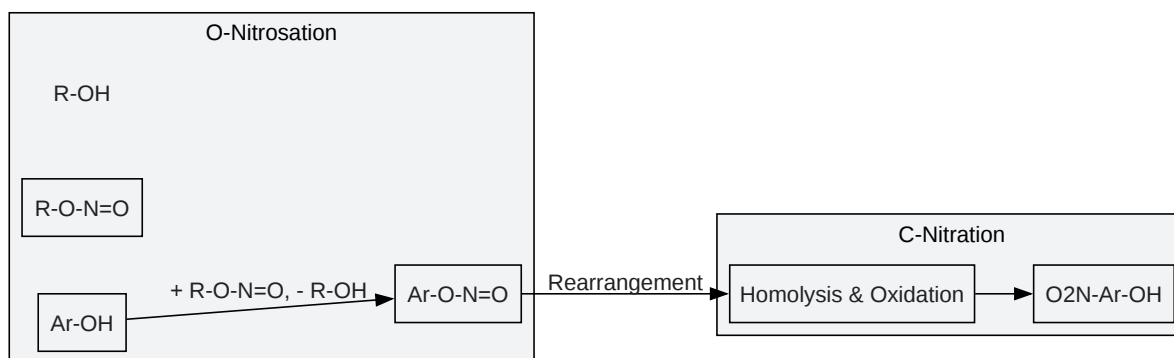 O-Nitrosation
R-OH
R-O-N=O
+ R-O-N=O, - R-OH
Ar-OH
Ar-O-N=O
Rearrangement
C-Nitration
Homolysis & Oxidation
O2N-Ar-OH